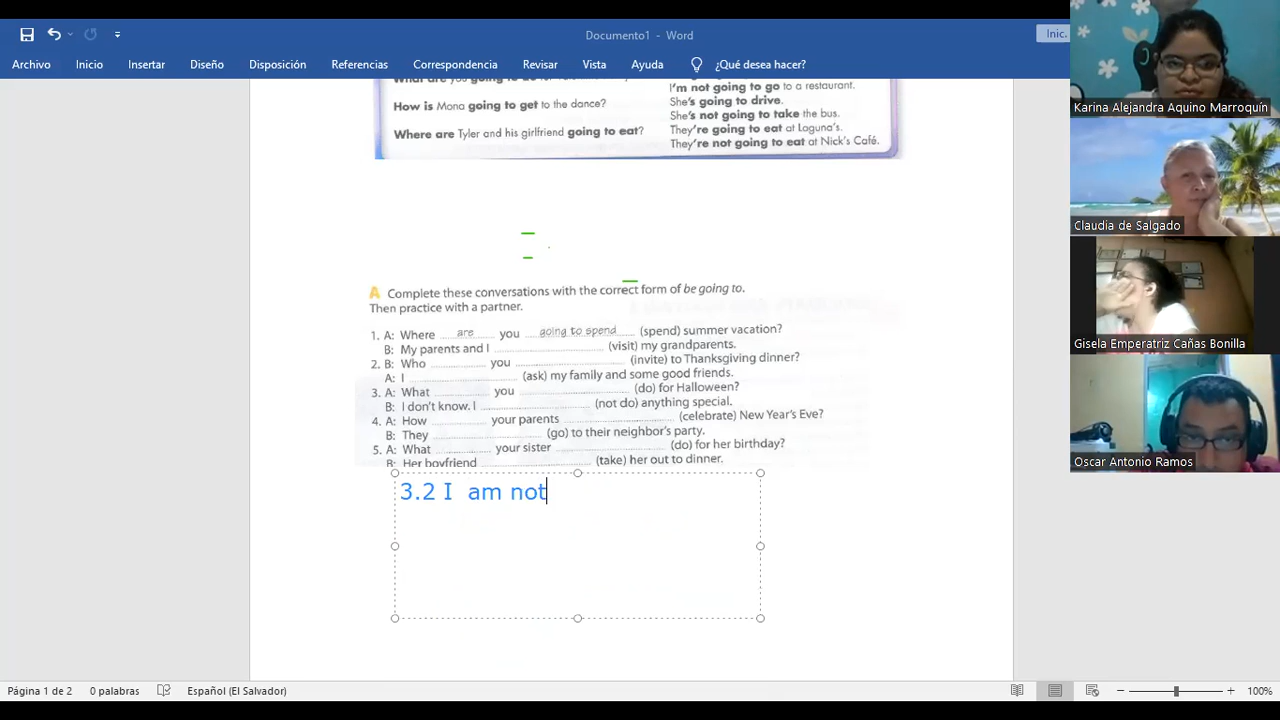 Documento1 - Word
Inic.
Archivo Inicio Insertar Diseño Disposición Referencias Correspondencia Revisar Vista Ayuda ¿Qué desea hacer?
What are you going to do for
I'm not going to go to a restaurant.
How is Mona going to get to the dance?
She's going to drive.
She's not going to take the bus.
Where are Tyler and his girlfriend going to eat?
They're going to eat at Laguna's.
They're not going to eat at Nick's Café.
A Complete these conversations with the correct form of be going to.
Then practice with a partner.
1. A: Where are you going to spend (spend) summer vacation?
B: My parents and I (visit) my grandparents.
2. B: Who you (invite) to Thanksgiving dinner?
A: I (ask) my family and some good friends.
3. A: What you (do) for Halloween?
B: I don't know. I (not do) anything special.
4. A: How your parents (celebrate) New Year's Eve?
B: They (go) to their neighbor's party.
5. A: What your sister (do) for her birthday?
B: Her boyfriend (take) her out to dinner.
3.2 I am not
Karina Alejandra Aquino Marroquín
Claudia de Salgado
Gisela Emperatriz Cañas Bonilla
Oscar Antonio Ramos
Página 1 de 2 0 palabras Español (El Salvador) 100%